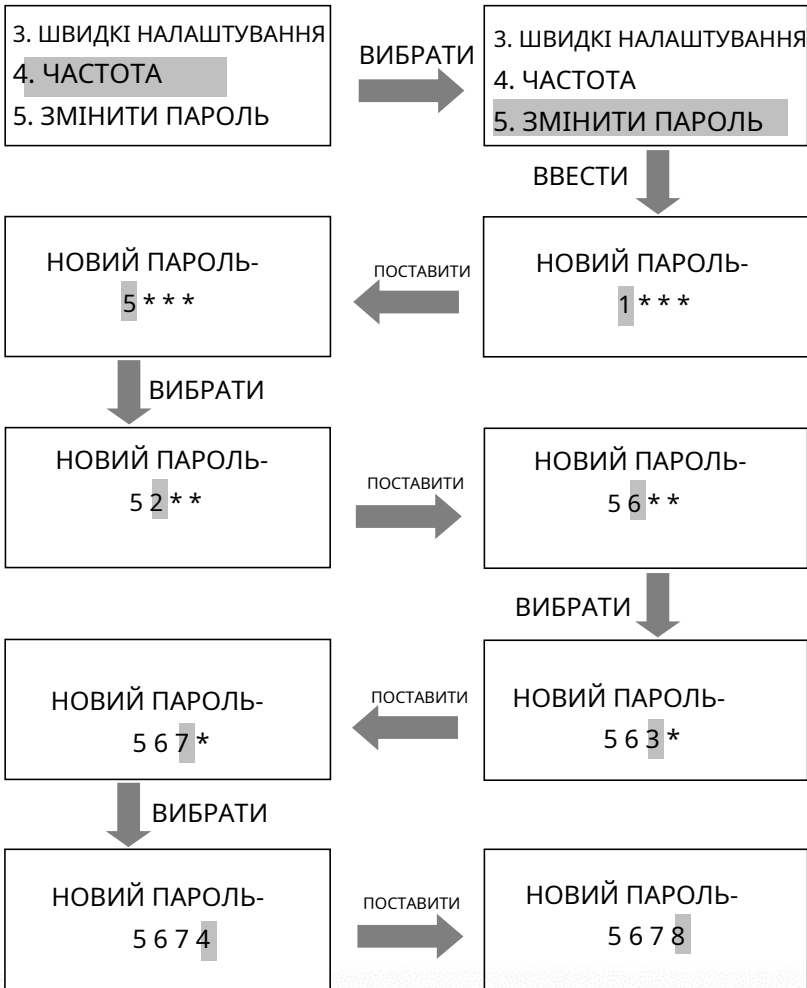 3. ШВИДКІ НАЛАШТУВАННЯ
4. ЧАСТОТА
5. ЗМІНИТИ ПАРОЛЬ
ВИБРАТИ
3. ШВИДКІ НАЛАШТУВАННЯ
4. ЧАСТОТА
5. ЗМІНИТИ ПАРОЛЬ
ВВЕСТИ
НОВИЙ ПАРОЛЬ-
1 * * *
ПОСТАВИТИ
НОВИЙ ПАРОЛЬ-
5 * * *
ВИБРАТИ
НОВИЙ ПАРОЛЬ-
5 2 * *
ПОСТАВИТИ
НОВИЙ ПАРОЛЬ-
5 6 * *
ВИБРАТИ
НОВИЙ ПАРОЛЬ-
5 6 3 *
ПОСТАВИТИ
НОВИЙ ПАРОЛЬ-
5 6 7 *
ВИБРАТИ
НОВИЙ ПАРОЛЬ-
5 6 7 4
ПОСТАВИТИ
НОВИЙ ПАРОЛЬ-
5 6 7 8